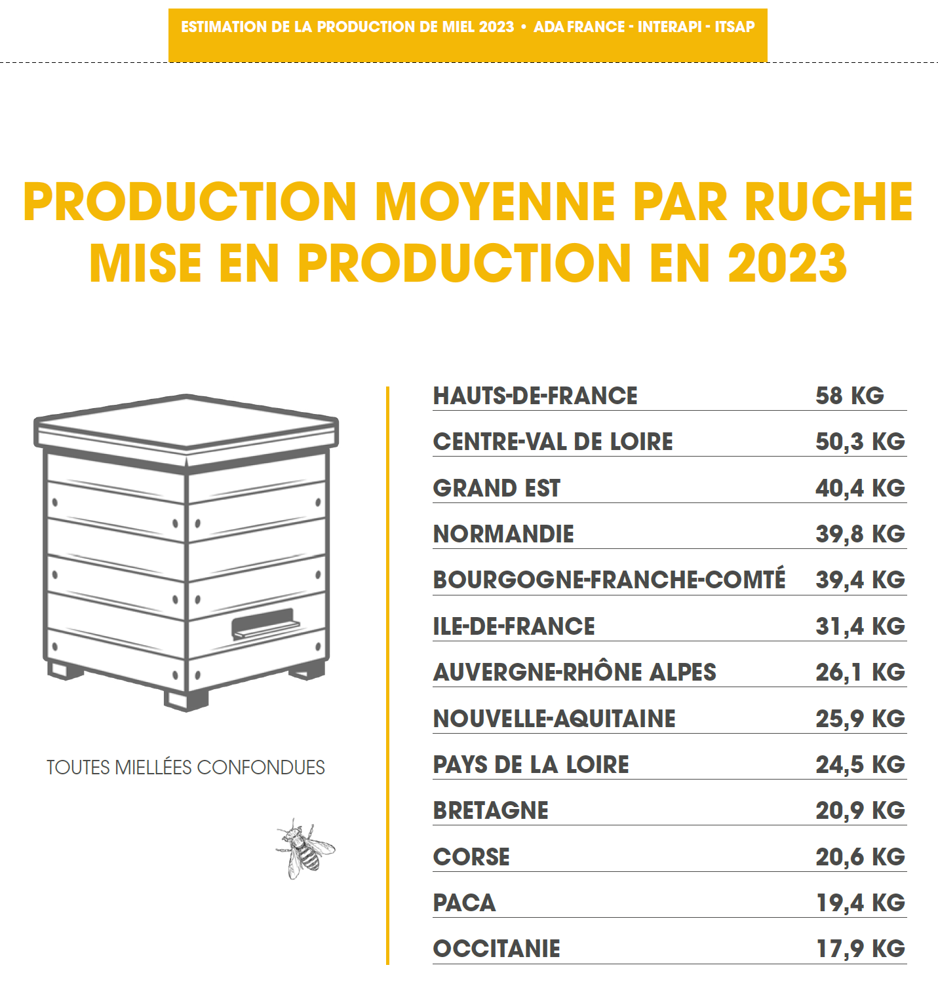 ESTIMATION DE LA PRODUCTION DE MIEL 2023 • ADA FRANCE - INTERAPI - ITSAP
PRODUCTION MOYENNE PAR RUCHE
MISE EN PRODUCTION EN 2023
HAUTS-DE-FRANCE 58 KG
CENTRE-VAL DE LOIRE 50,3 KG
GRAND EST 40,4 KG
NORMANDIE 39,8 KG
BOURGOGNE-FRANCHE-COMTÉ 39,4 KG
ILE-DE-FRANCE 31,4 KG
AUVERGNE-RHÔNE ALPES 26,1 KG
NOUVELLE-AQUITAINE 25,9 KG
PAYS DE LA LOIRE 24,5 KG
BRETAGNE 20,9 KG
CORSE 20,6 KG
PACA 19,4 KG
OCCITANIE 17,9 KG
TOUTES MIELLÉES CONFONDUES